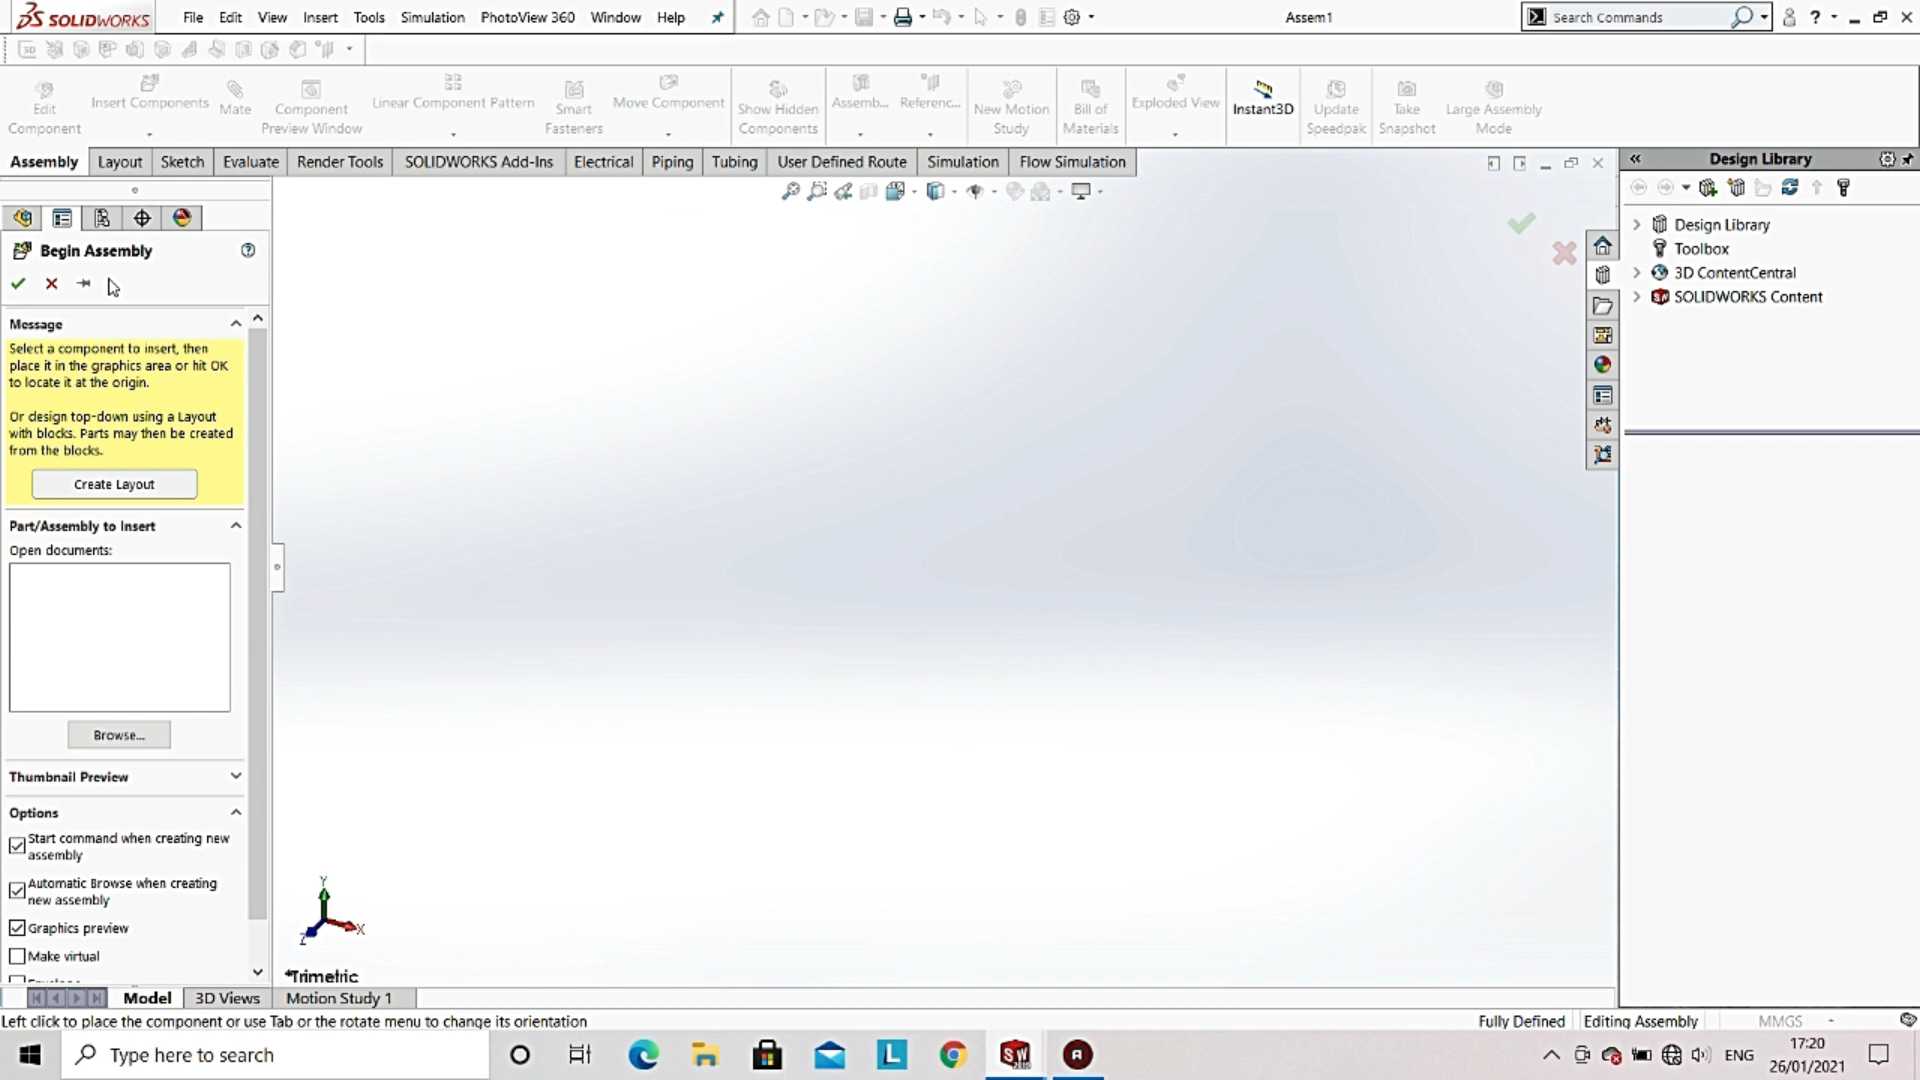 SOLIDWORKS File Edit View Insert Tools Simulation PhotoView 360 Window Help Assem1 Search Commands ?
Edit Component
Insert Components
Mate
Component Preview Window
Linear Component Pattern
Smart Fasteners
Move Component
Show Hidden Components
Assemb...
Referenc...
New Motion Study
Bill of Materials
Exploded View
Instant3D
Update Speedpak
Take Snapshot
Large Assembly Mode
Assembly Layout Sketch Evaluate Render Tools SOLIDWORKS Add-Ins Electrical Piping Tubing User Defined Route Simulation Flow Simulation
Design Library
Design Library
Toolbox
3D ContentCentral
SOLIDWORKS Content
Begin Assembly
Message
Select a component to insert, then
place it in the graphics area or hit OK
to locate it at the origin.
Or design top-down using a Layout
with blocks. Parts may then be created
from the blocks.
Create Layout
Part/Assembly to Insert
Open documents:
Browse...
Thumbnail Preview
Options
Start command when creating new
assembly
Automatic Browse when creating
new assembly
Graphics preview
Make virtual
Y
X
Z
*Trimetric
Model 3D Views Motion Study 1
Left click to place the component or use Tab or the rotate menu to change its orientation
Fully Defined Editing Assembly MMGS -
Type here to search
ENG
17:20
26/01/2021